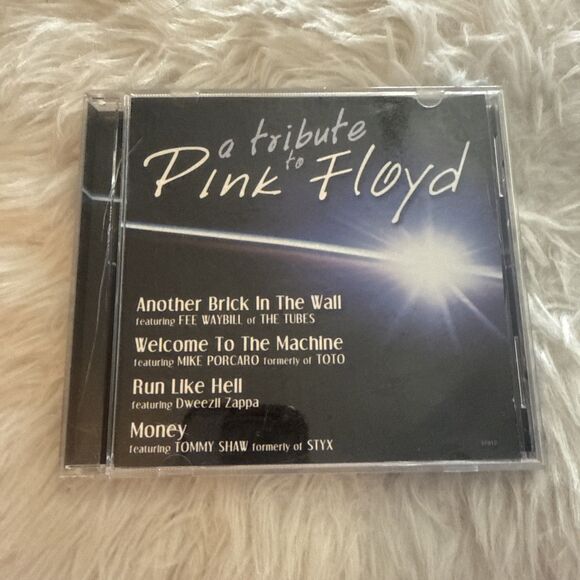 a tribute
to
Pink Floyd
Another Brick In The Wall
featuring FEE WAYBILL of THE TUBES
Welcome To The Machine
featuring MIKE PORCARO formerly of TOTO
Run Like Hell
featuring Dweezil Zappa
Money
featuring TOMMY SHAW formerly of STYX